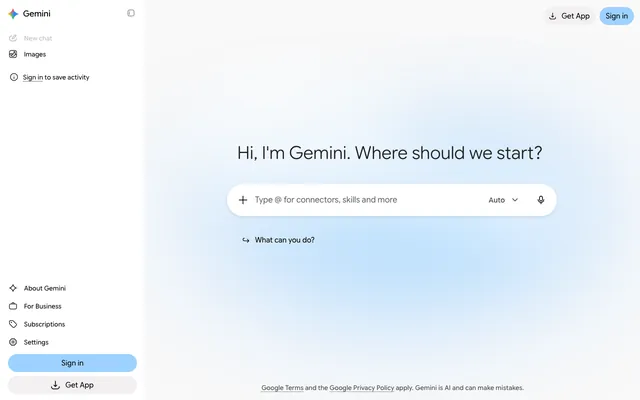 Gemini
New chat
Images
Sign in to save activity
About Gemini
For Business
Subscriptions
Settings
Sign in
Get App
Get App
Sign in
Hi, I'm Gemini. Where should we start?
Type @ for connectors, skills and more
Auto
What can you do?
Google Terms and the Google Privacy Policy apply. Gemini is AI and can make mistakes.